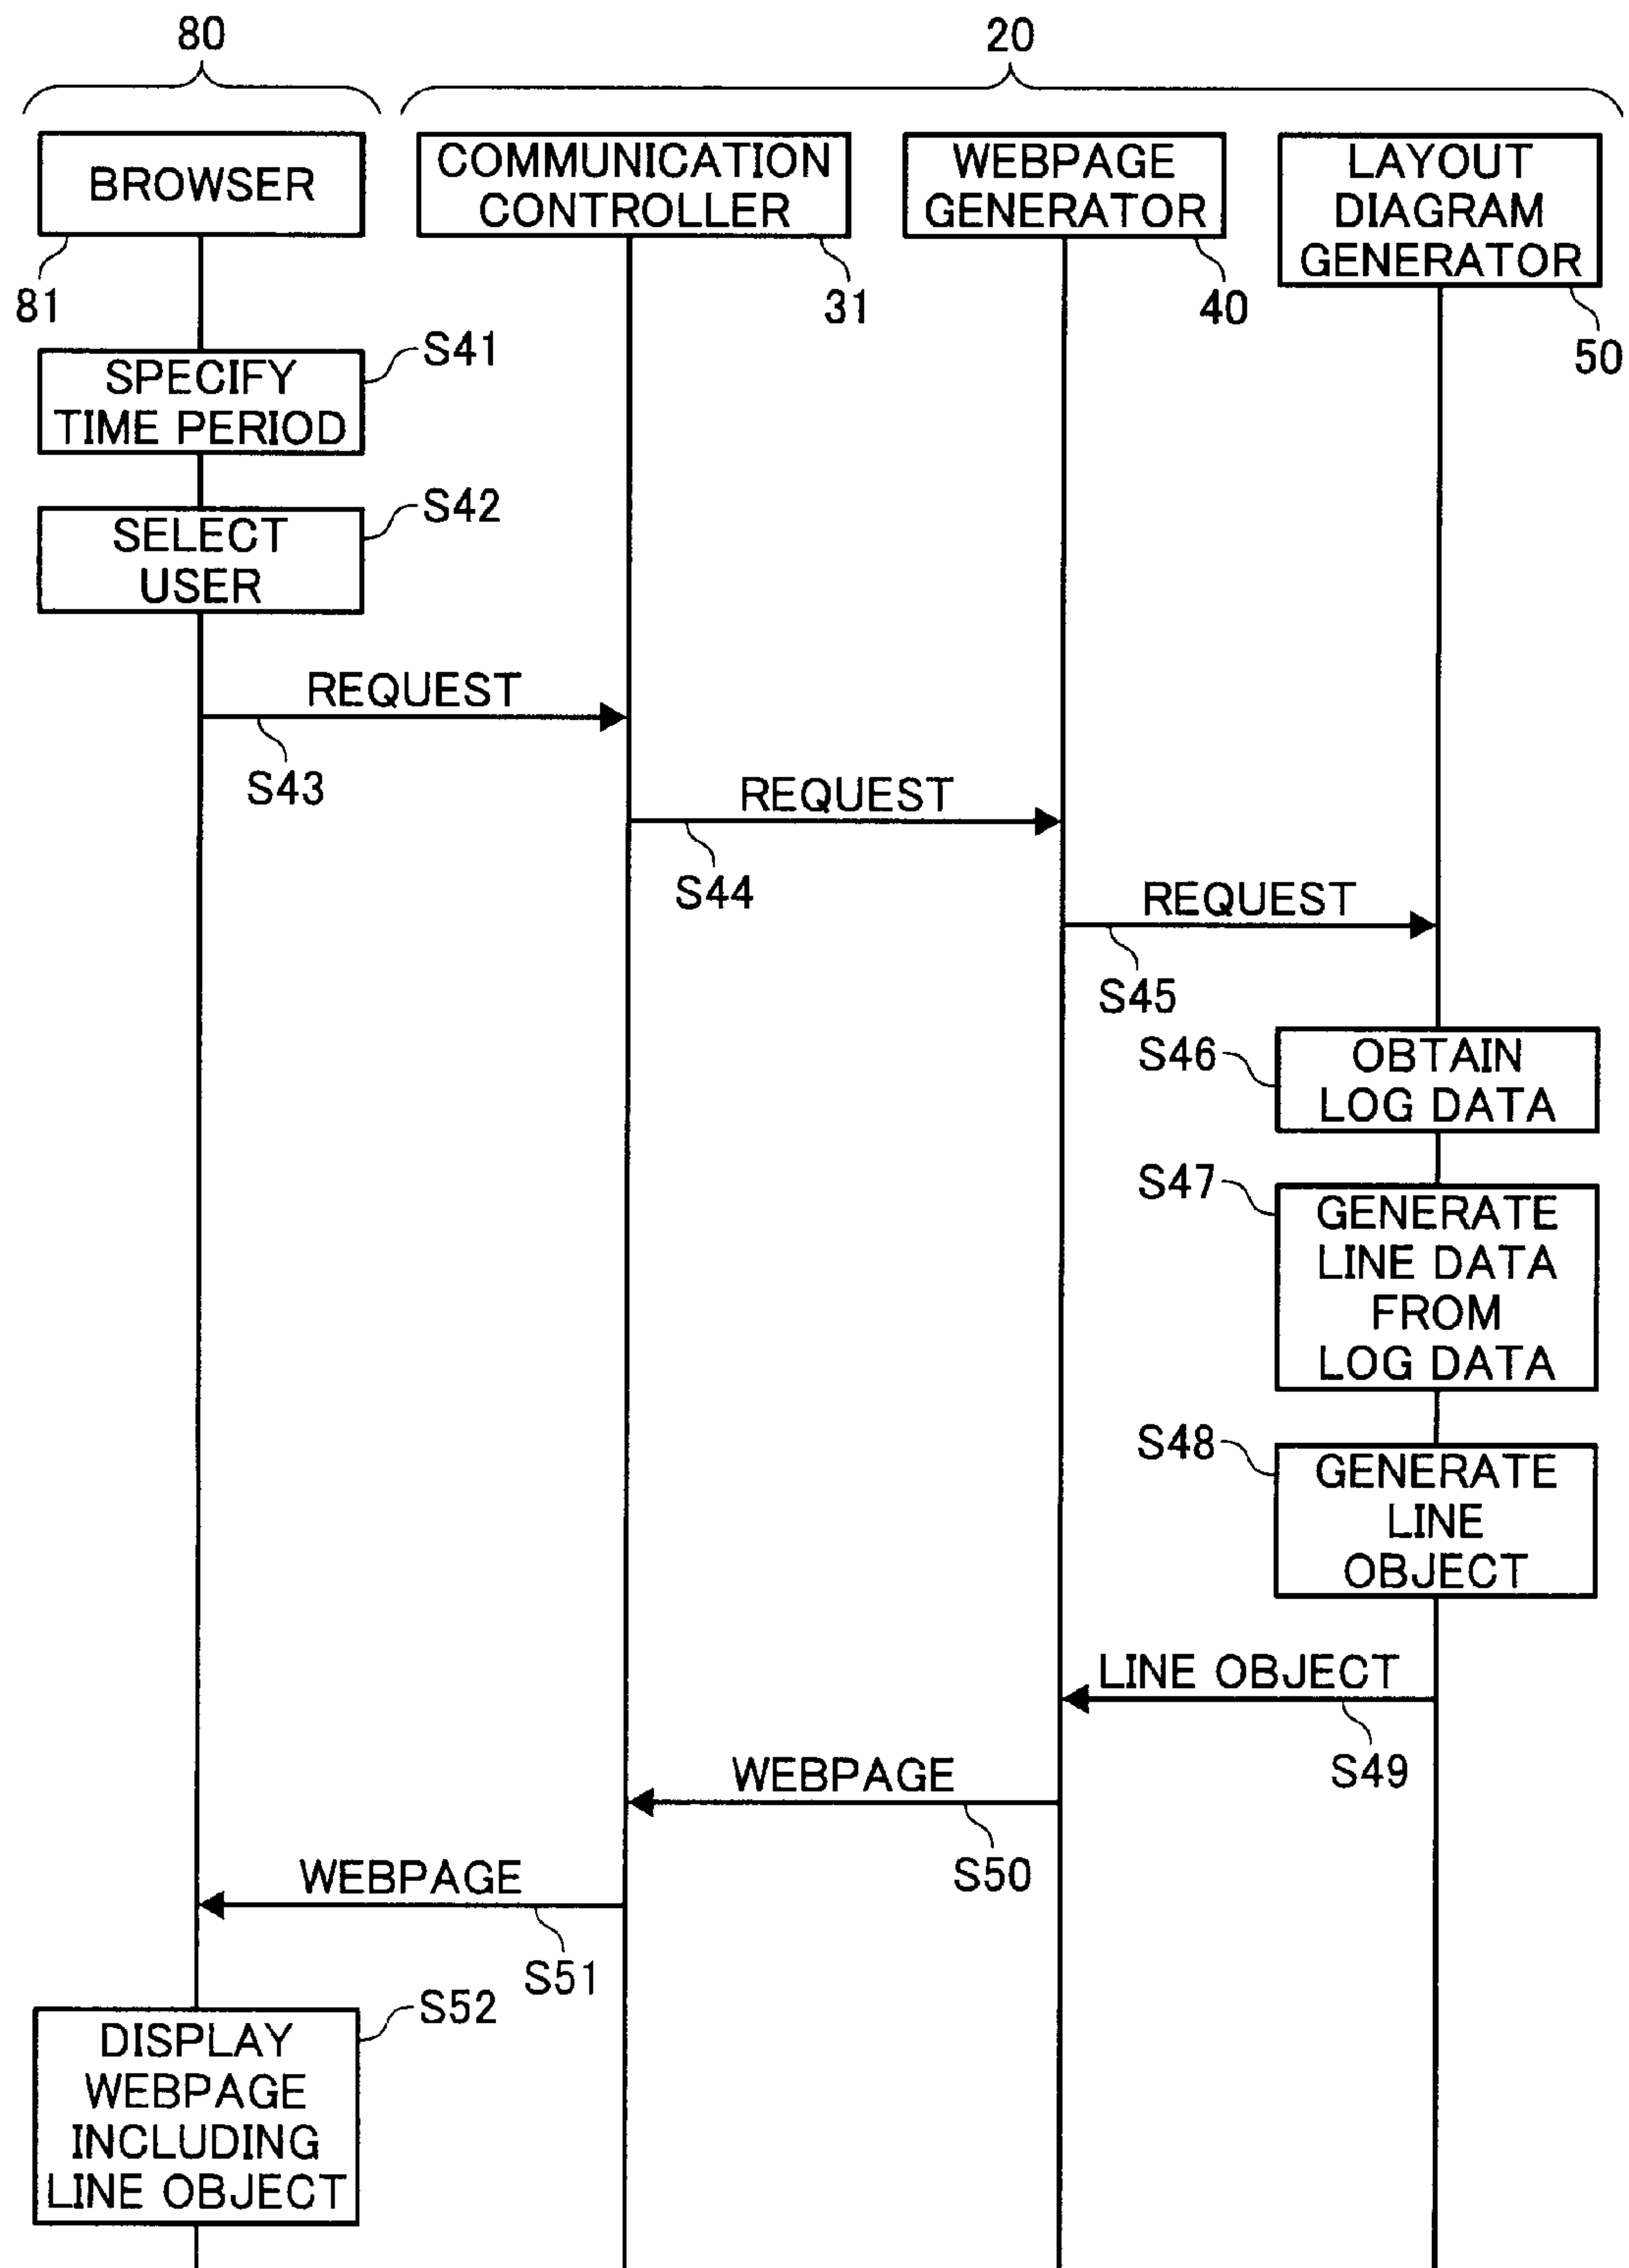 80
20
BROWSER
COMMUNICATION
CONTROLLER
WEBPAGE
GENERATOR
LAYOUT
DIAGRAM
GENERATOR
81
31
40
50
SPECIFY
TIME PERIOD
S41
SELECT
USER
S42
REQUEST
S43
REQUEST
S44
REQUEST
S45
S46
OBTAIN
LOG DATA
S47
GENERATE
LINE DATA
FROM
LOG DATA
S48
GENERATE
LINE
OBJECT
LINE OBJECT
S49
WEBPAGE
S50
WEBPAGE
S51
S52
DISPLAY
WEBPAGE
INCLUDING
LINE OBJECT